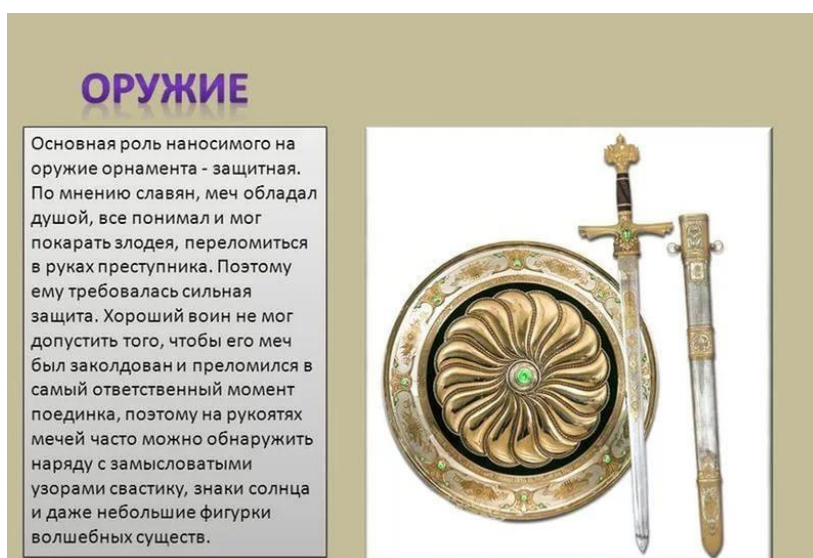 ОРУЖИЕ
Основная роль наносимого на
оружие орнамента - защитная.
По мнению славян, меч обладал
душой, все понимал и мог
покарать злодея, переломиться
в руках преступника. Поэтому
ему требовалась сильная
защита. Хороший воин не мог
допустить того, чтобы его меч
был заколдован и преломился в
самый ответственный момент
поединка, поэтому на рукоятях
мечей часто можно обнаружить
наряду с замысловатыми
узорами свастику, знаки солнца
и даже небольшие фигурки
волшебных существ.